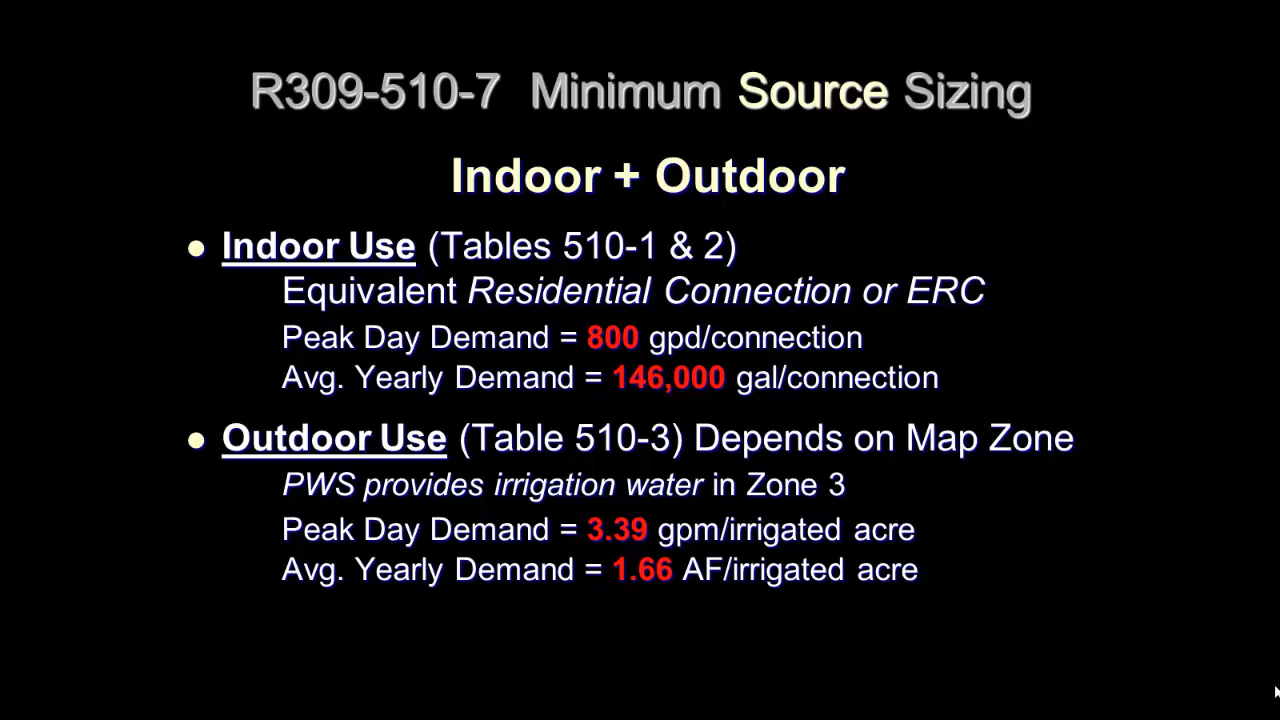 R309-510-7 Minimum Source Sizing
Indoor + Outdoor
● Indoor Use (Tables 510-1 & 2)
Equivalent Residential Connection or ERC
Peak Day Demand = 800 gpd/connection
Avg. Yearly Demand = 146,000 gal/connection
● Outdoor Use (Table 510-3) Depends on Map Zone
PWS provides irrigation water in Zone 3
Peak Day Demand = 3.39 gpm/irrigated acre
Avg. Yearly Demand = 1.66 AF/irrigated acre